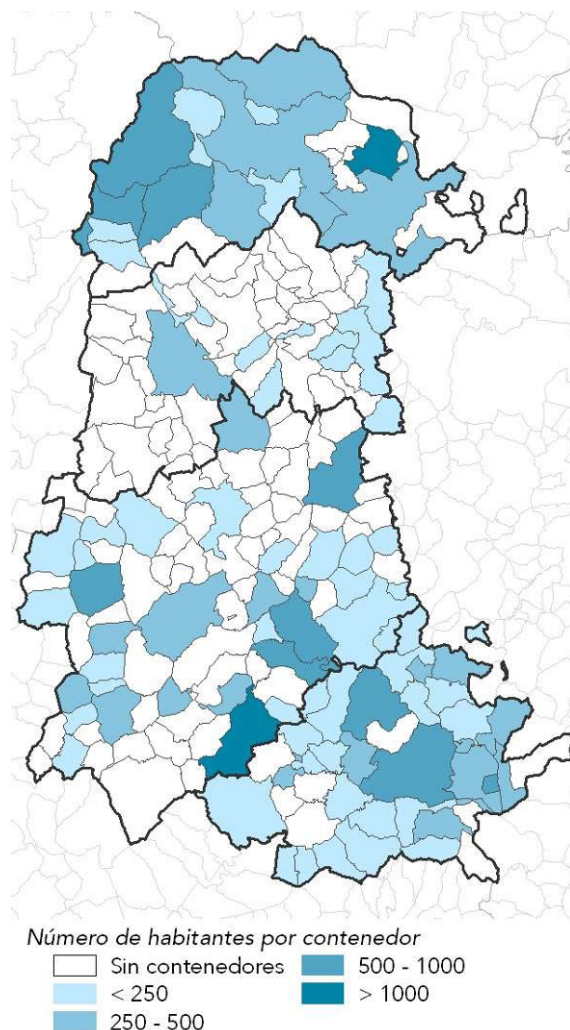 Número de habitantes por contenedor
Sin contenedores
< 250
250 - 500
500 - 1000
> 1000